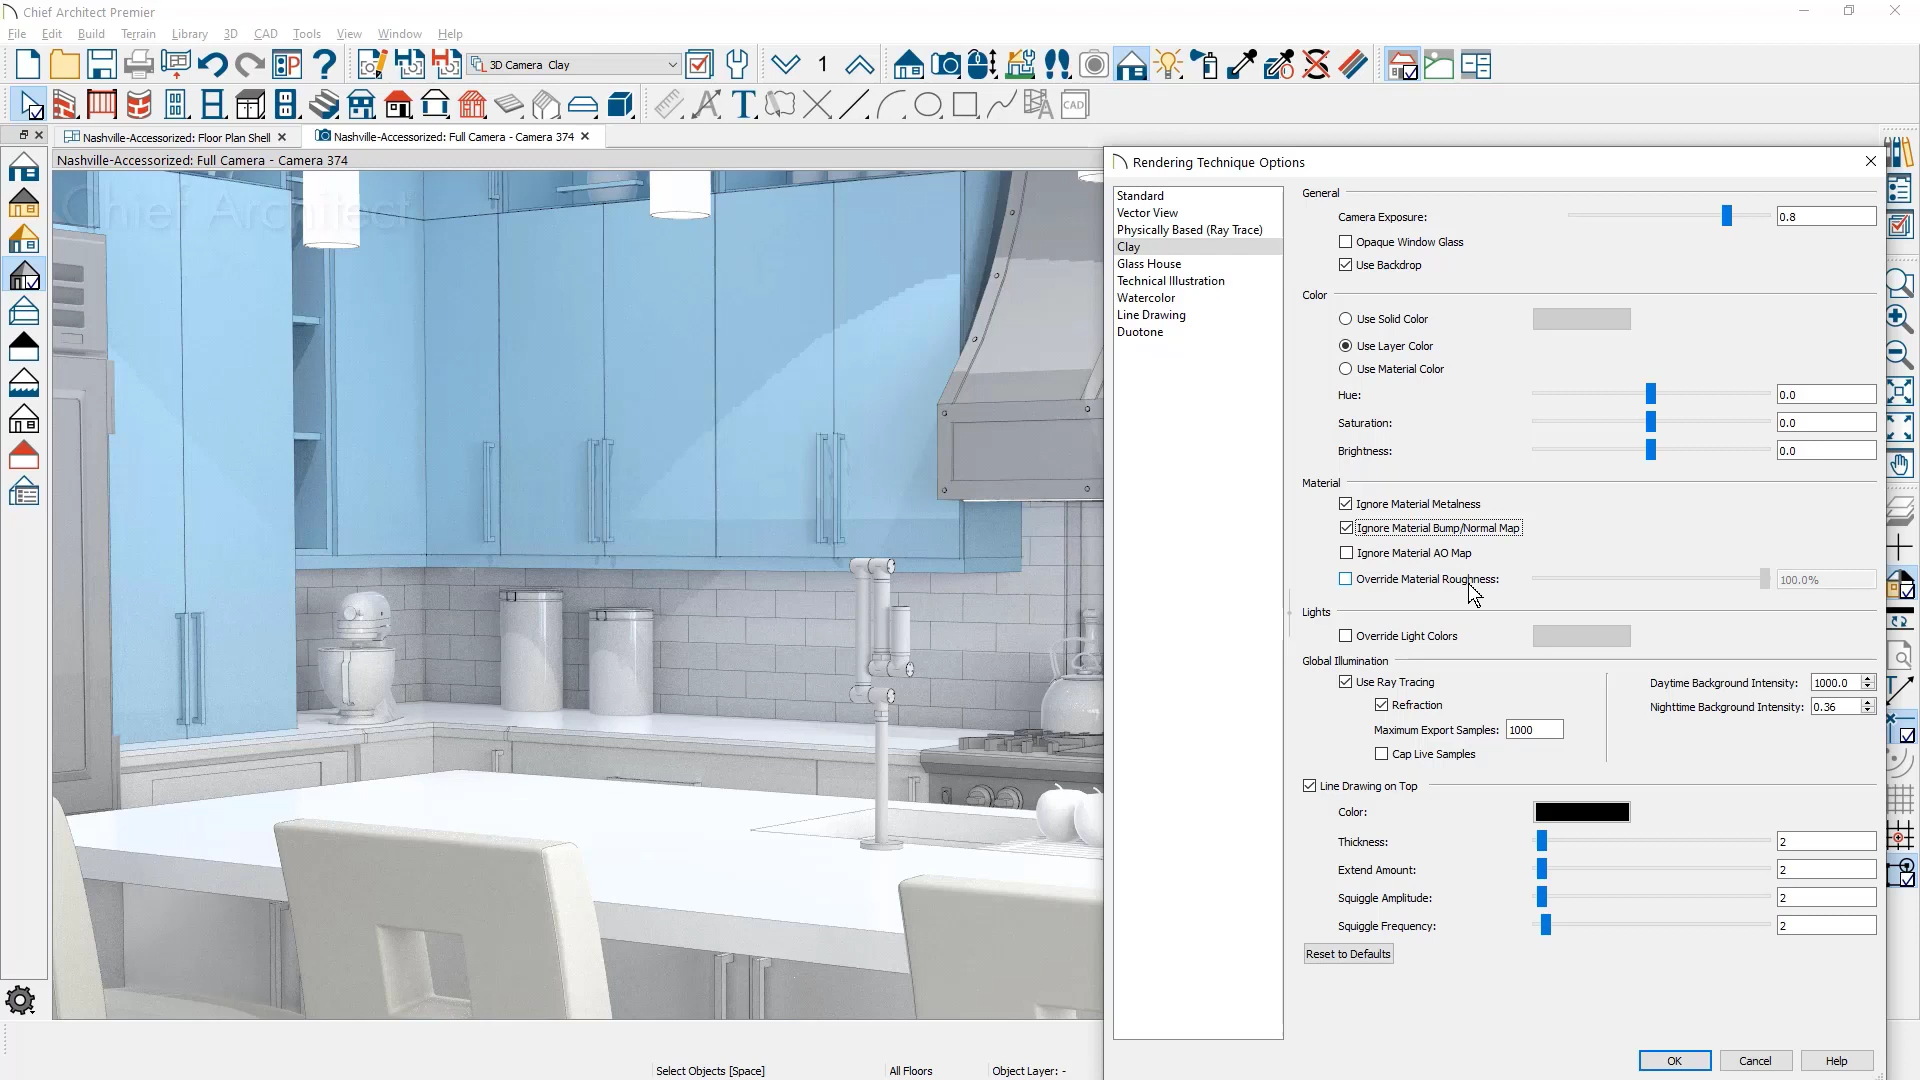 Chief Architect Premier
File Edit Build Terrain Library 3D CAD Tools View Window Help
3D Camera Clay
1
CAD
Nashville-Accessorized: Floor Plan Shell
Nashville-Accessorized: Full Camera - Camera 374
Nashville-Accessorized: Full Camera - Camera 374
Chief Architect
Rendering Technique Options
Standard
Vector View
Physically Based (Ray Trace)
Clay
Glass House
Technical Illustration
Watercolor
Line Drawing
Duotone
General
Camera Exposure: 0.8
Opaque Window Glass
Use Backdrop
Color
Use Solid Color
Use Layer Color
Use Material Color
Hue: 0.0
Saturation: 0.0
Brightness: 0.0
Material
Ignore Material Metalness
Ignore Material Bump/Normal Map
Ignore Material AO Map
Override Material Roughness: 100.0%
Lights
Override Light Colors
Global Illumination
Use Ray Tracing
Refraction
Maximum Export Samples: 1000
Cap Live Samples
Daytime Background Intensity: 1000.0
Nighttime Background Intensity: 0.36
Line Drawing on Top
Color:
Thickness: 2
Extend Amount: 2
Squiggle Amplitude: 2
Squiggle Frequency: 2
Reset to Defaults
OK Cancel Help
Select Objects [Space] All Floors Object Layer: -